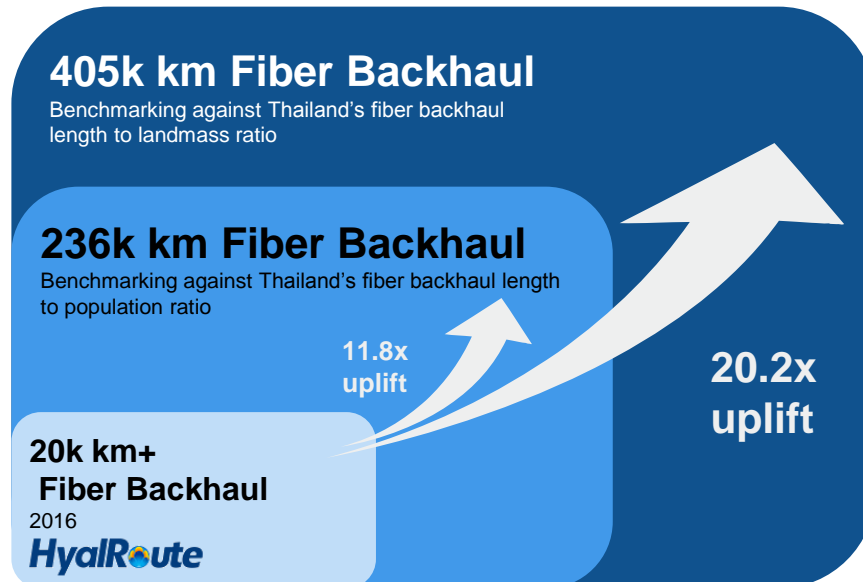 405k km Fiber Backhaul
Benchmarking against Thailand’s fiber backhaul
length to landmass ratio
236k km Fiber Backhaul
Benchmarking against Thailand’s fiber backhaul length
to population ratio
11.8x
uplift
20.2x
uplift
20k km+
Fiber Backhaul
2016
HyalRoute